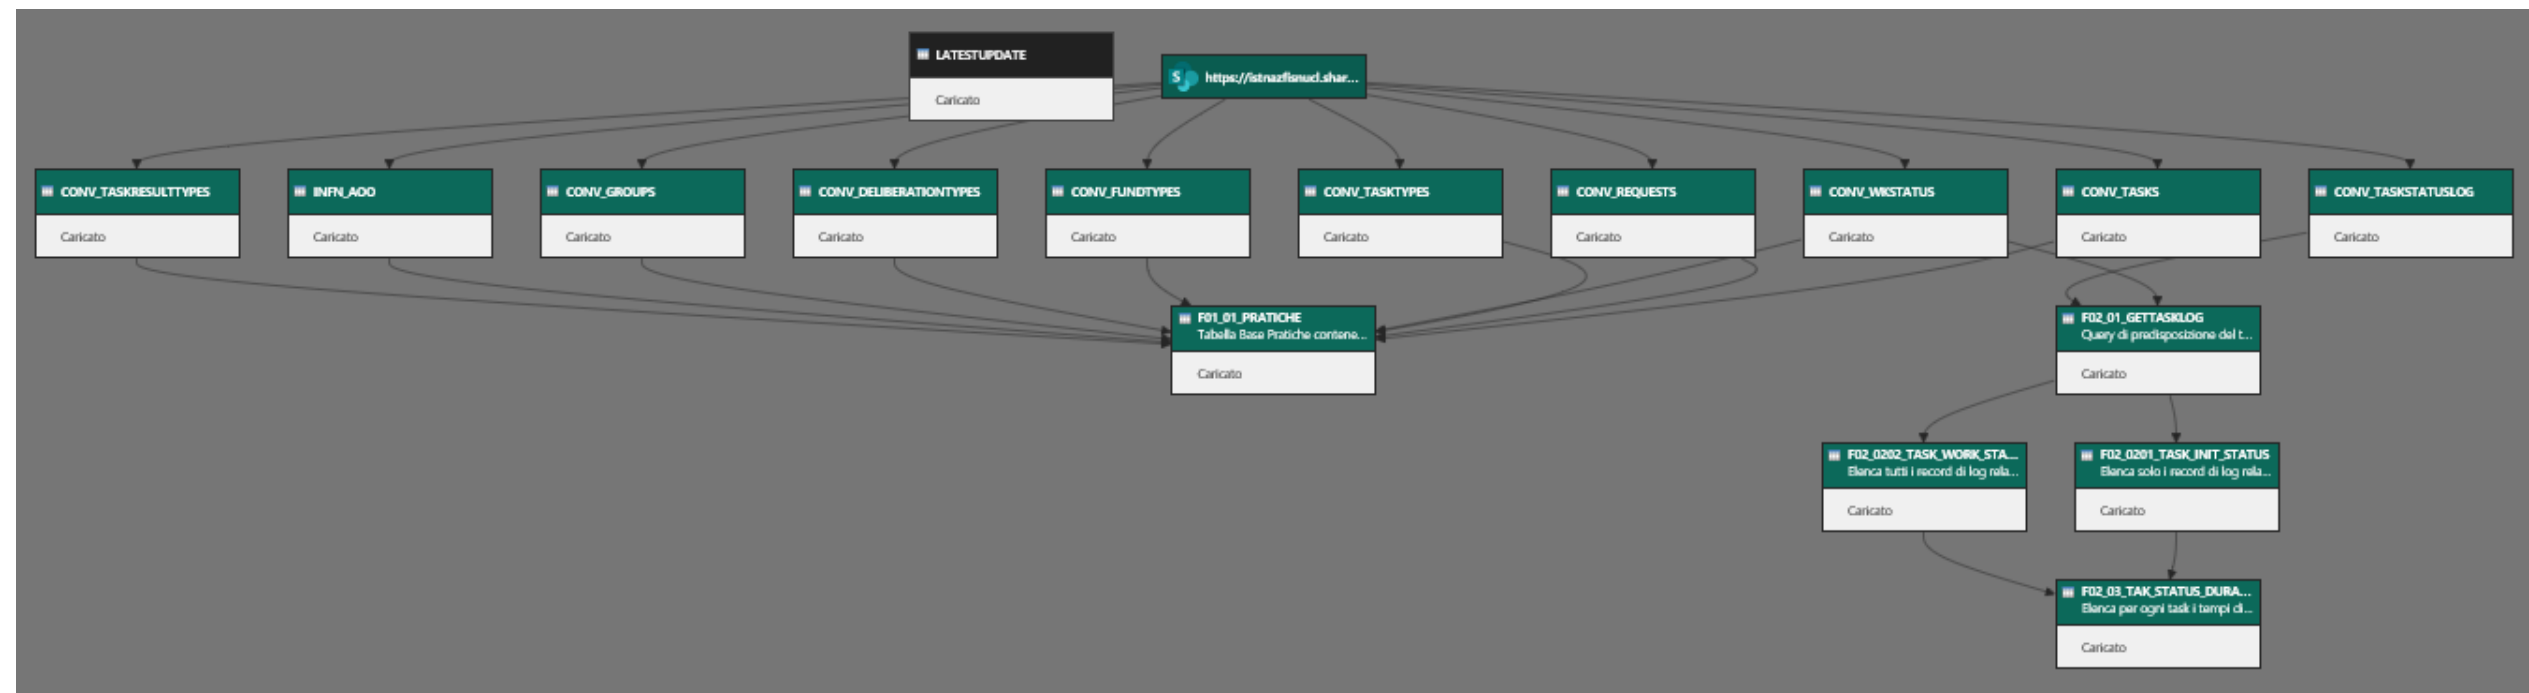 LATESTUPDATE
Caricato
https://istnazfisnucl.shar...
CONV_TASKRESULTTYPES
Caricato
INFN_AOO
Caricato
CONV_GROUPS
Caricato
CONV_DELIBERATIONTYPES
Caricato
CONV_FUNDTYPES
Caricato
CONV_TASKTYPES
Caricato
CONV_REQUESTS
Caricato
CONV_WKSTATUS
Caricato
CONV_TASKS
Caricato
CONV_TASKSTATUSLOG
Caricato
F01_01_PRATICHE
Tabella Base Pratiche contene...
Caricato
F02_01_GETTASKLOG
Query di predisposizione del t...
Caricato
F02_0202_TASK_WORK_STA...
Elenca tutti i record di log rela...
Caricato
F02_0201_TASK_INIT_STATUS
Elenca solo i record di log rela...
Caricato
F02_03_TAK_STATUS_DURA...
Elenca per ogni task i tempi di...
Caricato